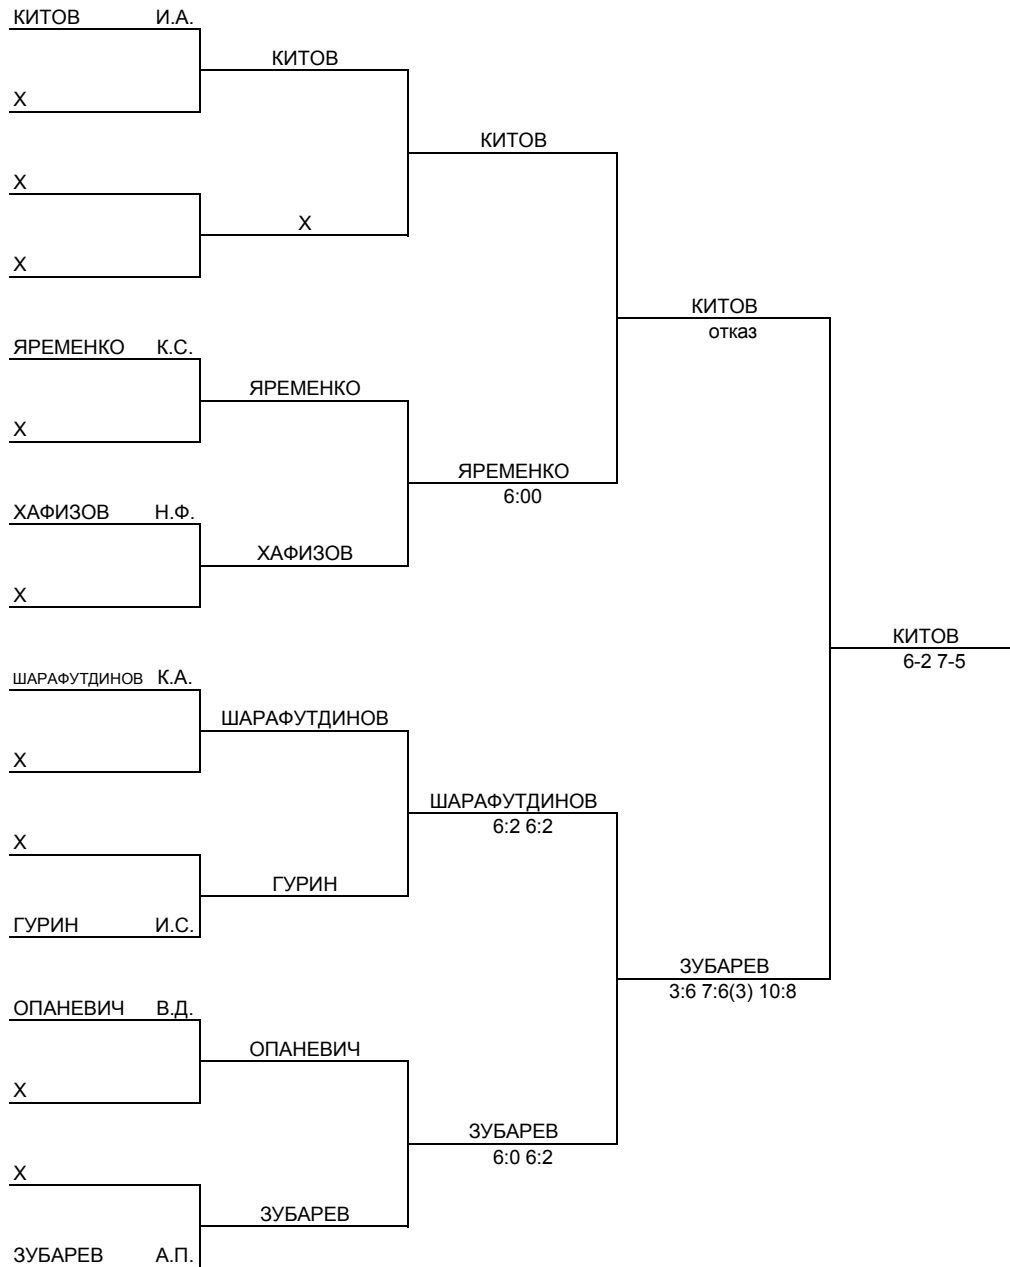 КИТОВ И.А.
КИТОВ
Х
КИТОВ
Х
Х
Х
КИТОВ
отказ
ЯРЕМЕНКО К.С.
ЯРЕМЕНКО
Х
ЯРЕМЕНКО
6:00
ХАФИЗОВ Н.Ф.
ХАФИЗОВ
Х
КИТОВ
6-2 7-5
ШАРАФУТДИНОВ К.А.
ШАРАФУТДИНОВ
Х
ШАРАФУТДИНОВ
6:2 6:2
Х
ГУРИН
ГУРИН И.С.
ЗУБАРЕВ
3:6 7:6(3) 10:8
ОПАНЕВИЧ В.Д.
ОПАНЕВИЧ
Х
ЗУБАРЕВ
6:0 6:2
Х
ЗУБАРЕВ
ЗУБАРЕВ А.П.